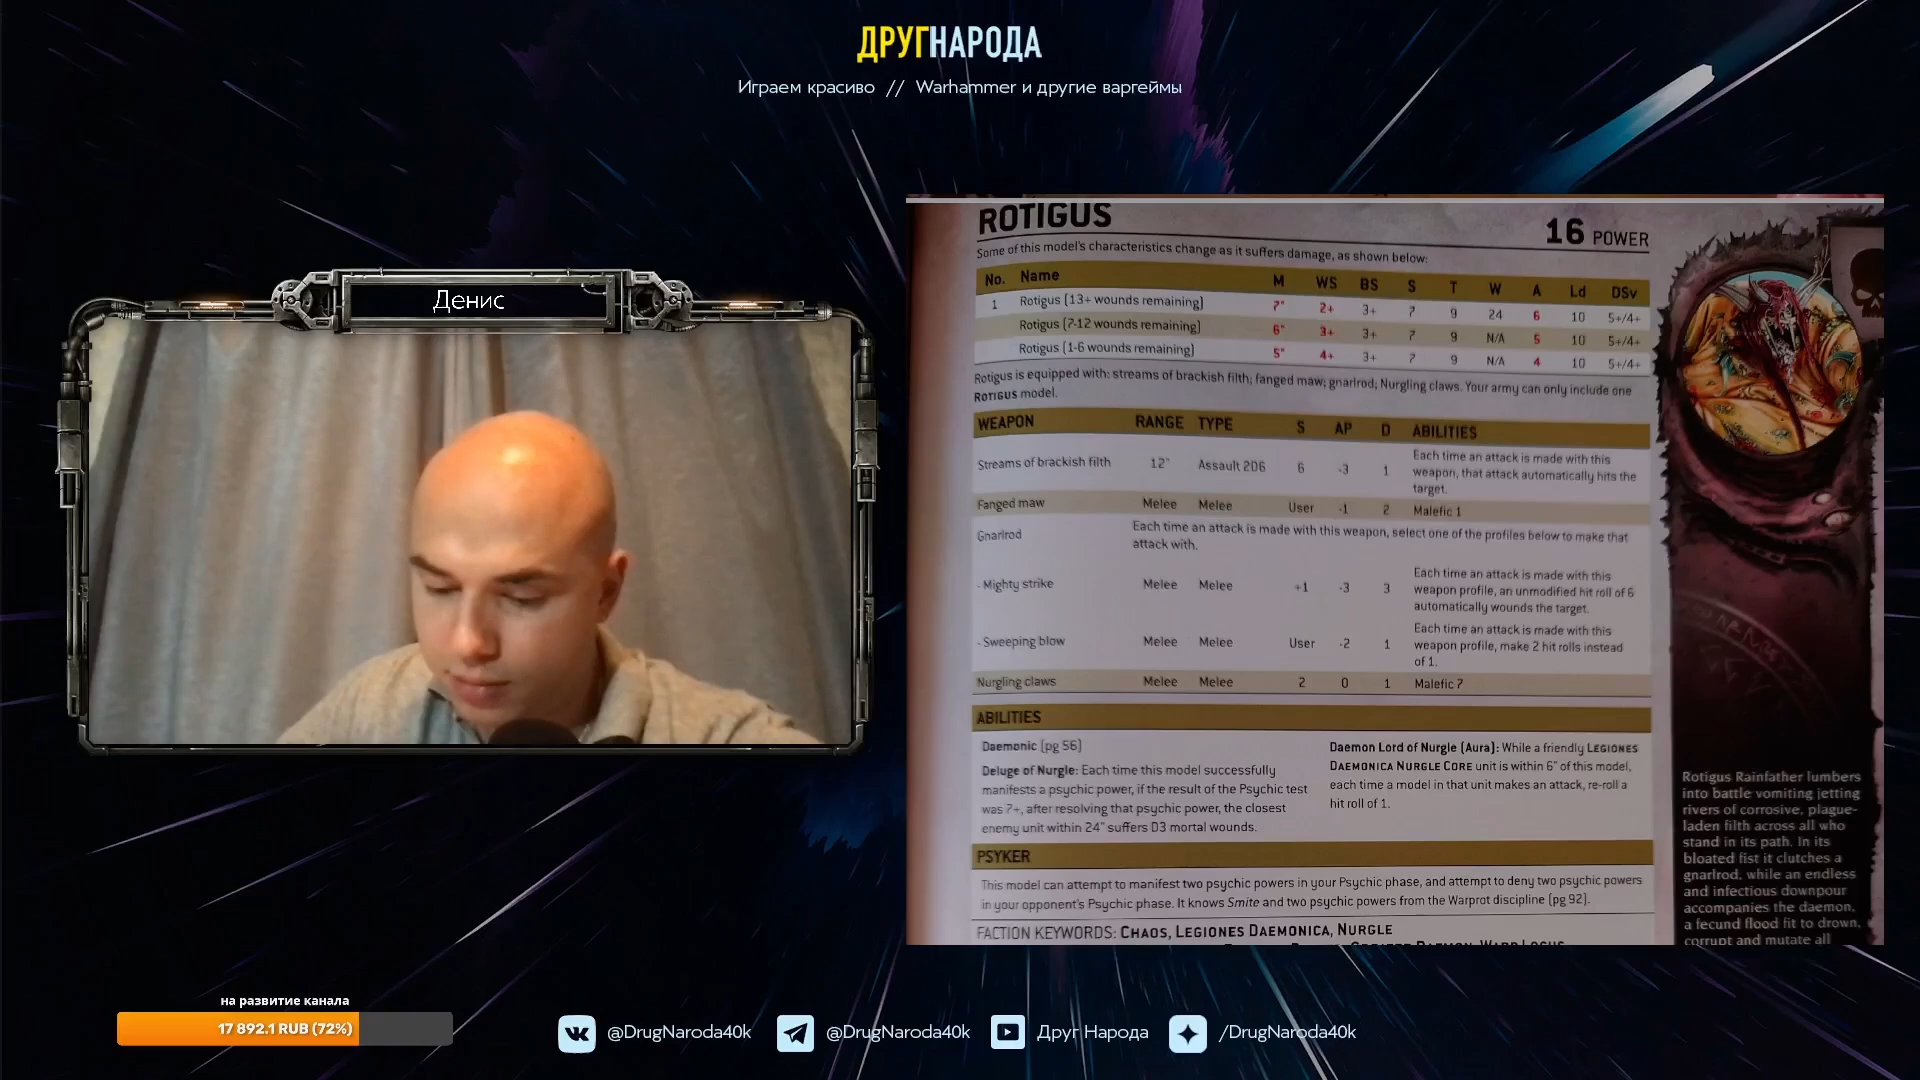 ДРУГНАРОДА
Играем красиво // Warhammer и другие варгеймы
Денис
ROTIGUS
16 POWER
Some of this model's characteristics change as it suffers damage, as shown below:
No. Name M WS BS S T W A Ld DSv
1 Rotigus (13+ wounds remaining) 7" 2+ 3+ 7 9 24 6 10 5+/4+
Rotigus (7-12 wounds remaining) 6" 3+ 3+ 7 9 N/A 5 10 5+/4+
Rotigus (1-6 wounds remaining) 5" 4+ 3+ 7 9 N/A 4 10 5+/4+
Rotigus is equipped with: streams of brackish filth; fanged maw; gnarlrod; Nurgling claws. Your army can only include one
ROTIGUS model.
WEAPON RANGE TYPE S AP D ABILITIES
Streams of brackish filth 12" Assault 2D6 6 -3 1 Each time an attack is made with this
weapon, that attack automatically hits the
target.
Fanged maw Melee Melee User -1 2 Malefic 1
Gnarlrod Each time an attack is made with this weapon, select one of the profiles below to make that
attack with.
- Mighty strike Melee Melee +1 -3 3 Each time an attack is made with this
weapon profile, an unmodified hit roll of 6
automatically wounds the target.
- Sweeping blow Melee Melee User -2 1 Each time an attack is made with this
weapon profile, make 2 hit rolls instead
of 1.
Nurgling claws Melee Melee 2 0 1 Malefic 7
ABILITIES
Daemonic (pg 56)
Deluge of Nurgle: Each time this model successfully
manifests a psychic power, if the result of the Psychic test
was 7+, after resolving that psychic power, the closest
enemy unit within 24" suffers D3 mortal wounds.
Daemon Lord of Nurgle (Aura): While a friendly LEGIONES
DAEMONICA NURGLE CORE unit is within 6" of this model,
each time a model in that unit makes an attack, re-roll a
hit roll of 1.
PSYKER
This model can attempt to manifest two psychic powers in your Psychic phase, and attempt to deny two psychic powers
in your opponent's Psychic phase. It knows Smite and two psychic powers from the Warprot discipline (pg 92).
FACTION KEYWORDS: CHAOS, LEGIONES DAEMONICA, NURGLE
Rotigus Rainfather lumbers
into battle vomiting jetting
rivers of corrosive, plague-
laden filth across all who
stand in its path. In its
bloated fist it clutches a
gnarlrod, while an endless
and infectious downpour
accompanies the daemon,
a fecund flood fit to drown,
corrupt and mutate all
на развитие канала
17 892.1 RUB (72%)
@DrugNaroda40k
@DrugNaroda40k
Друг Народа
/DrugNaroda40k